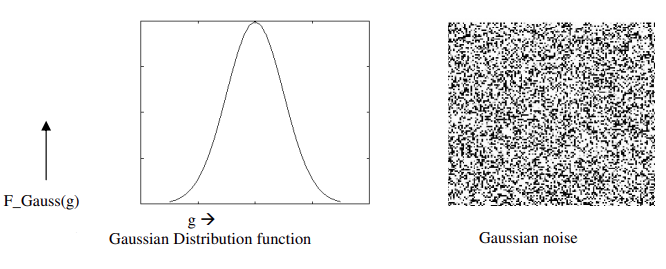 F_Gauss(g)
g →
Gaussian Distribution function
Gaussian noise